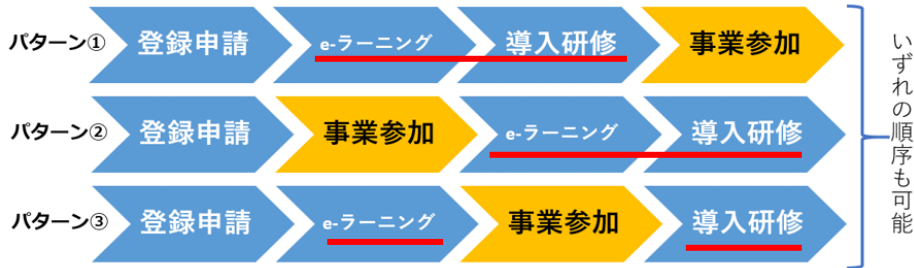 パターン① 登録申請 e-ラーニング 導入研修 事業参加
パターン② 登録申請 事業参加 e-ラーニング 導入研修
パターン③ 登録申請 e-ラーニング 事業参加 導入研修
いずれの順序も可能